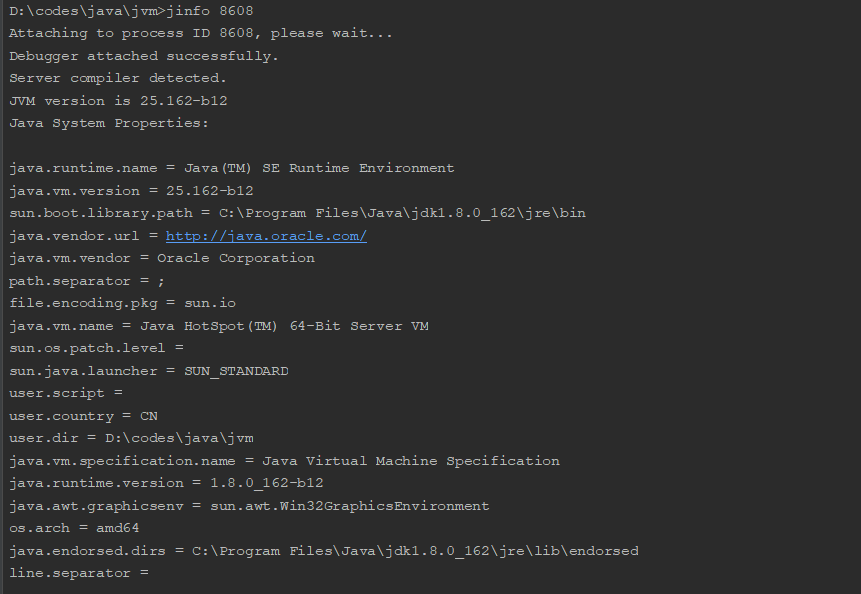 D:\codes\java\jvm>jinfo 8608
Attaching to process ID 8608, please wait...
Debugger attached successfully.
Server compiler detected.
JVM version is 25.162-b12
Java System Properties:
java.runtime.name = Java(TM) SE Runtime Environment
java.vm.version = 25.162-b12
sun.boot.library.path = C:\Program Files\Java\jdk1.8.0_162\jre\bin
java.vendor.url = http://java.oracle.com/
java.vm.vendor = Oracle Corporation
path.separator = ;
file.encoding.pkg = sun.io
java.vm.name = Java HotSpot(TM) 64-Bit Server VM
sun.os.patch.level =
sun.java.launcher = SUN_STANDARD
user.script =
user.country = CN
user.dir = D:\codes\java\jvm
java.vm.specification.name = Java Virtual Machine Specification
java.runtime.version = 1.8.0_162-b12
java.awt.graphicsenv = sun.awt.Win32GraphicsEnvironment
os.arch = amd64
java.endorsed.dirs = C:\Program Files\Java\jdk1.8.0_162\jre\lib\endorsed
line.separator =